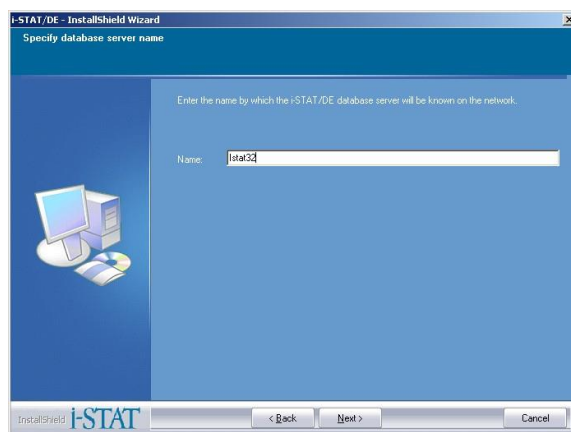 i-STAT/DE - InstallShield Wizard
Specify database server name
Enter the name by which the i-STAT/DE database server will be known on the network.
Name: Istat32
InstallShield i-STAT < Back Next > Cancel